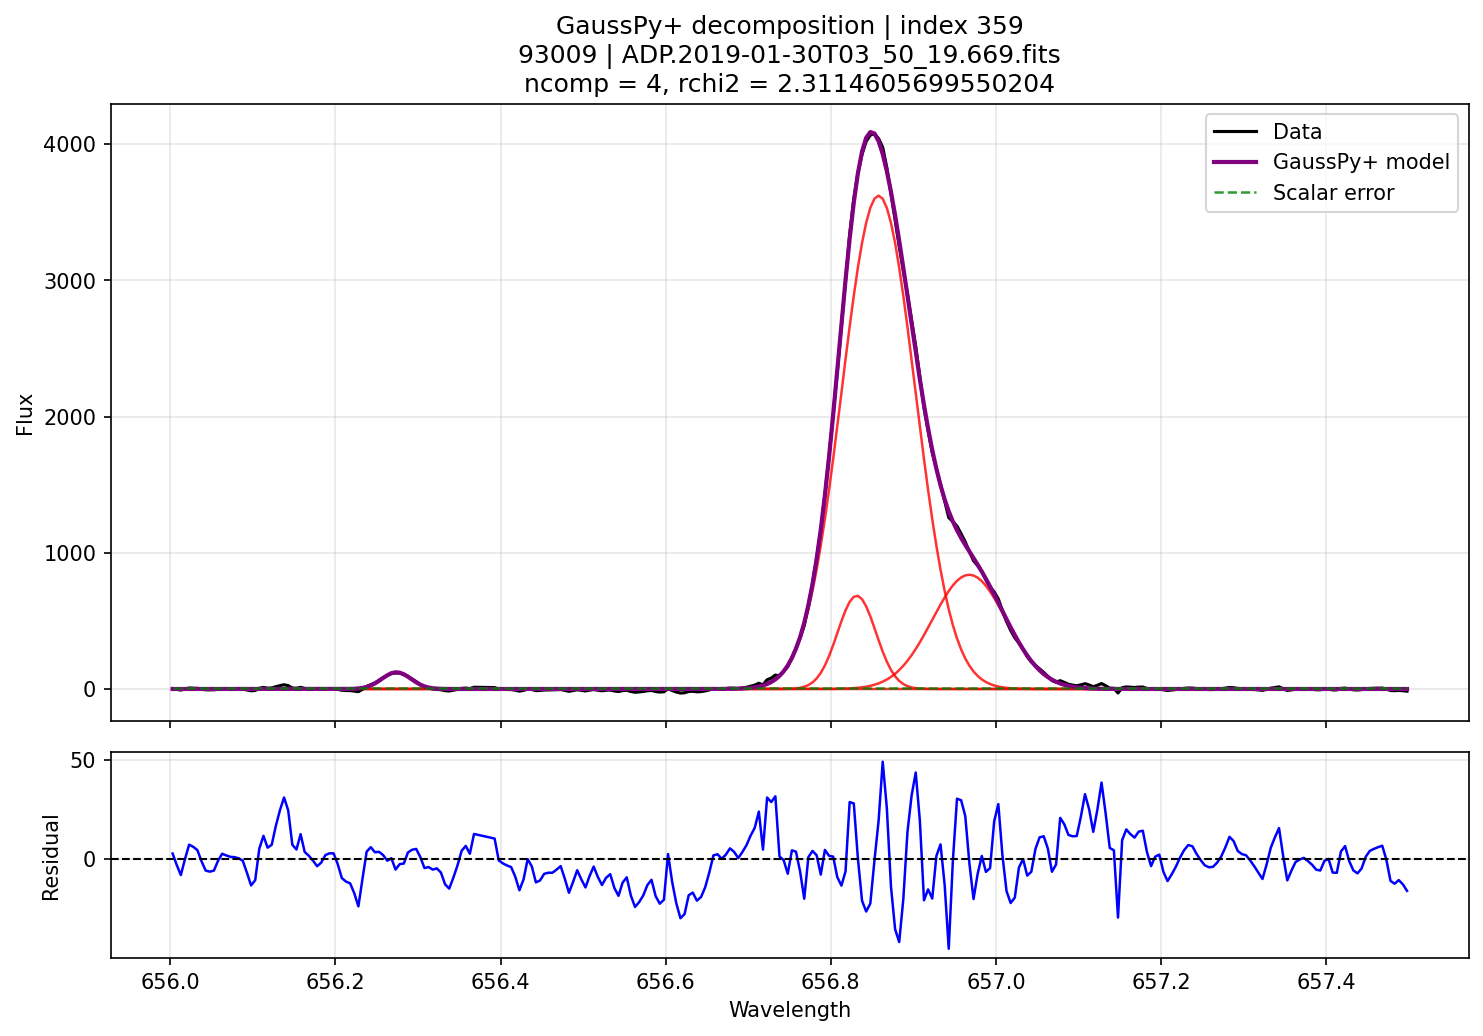 GaussPy+ decomposition | index 359
93009 | ADP.2019-01-30T03_50_19.669.fits
ncomp = 4, rchi2 = 2.3114605699550204
Data
GaussPy+ model
Scalar error
4000
3000
2000
1000
0
Flux
50
0
Residual
656.0 656.2 656.4 656.6 656.8 657.0 657.2 657.4
Wavelength